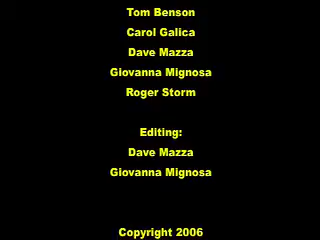 Tom Benson
Carol Galica
Dave Mazza
Giovanna Mignosa
Roger Storm
Editing:
Dave Mazza
Giovanna Mignosa
Copyright 2006